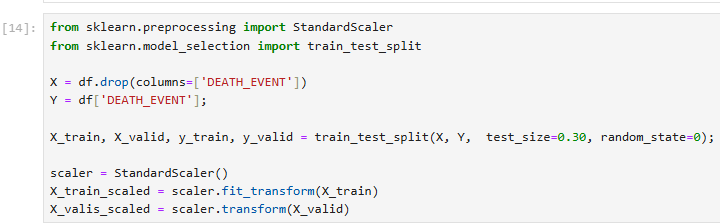 [14]: from sklearn.preprocessing import StandardScaler
from sklearn.model_selection import train_test_split
X = df.drop(columns=['DEATH_EVENT'])
Y = df['DEATH_EVENT'];
X_train, X_valid, y_train, y_valid = train_test_split(X, Y,  test_size=0.30, random_state=0);
scaler = StandardScaler()
X_train_scaled = scaler.fit_transform(X_train)
X_valis_scaled = scaler.transform(X_valid)